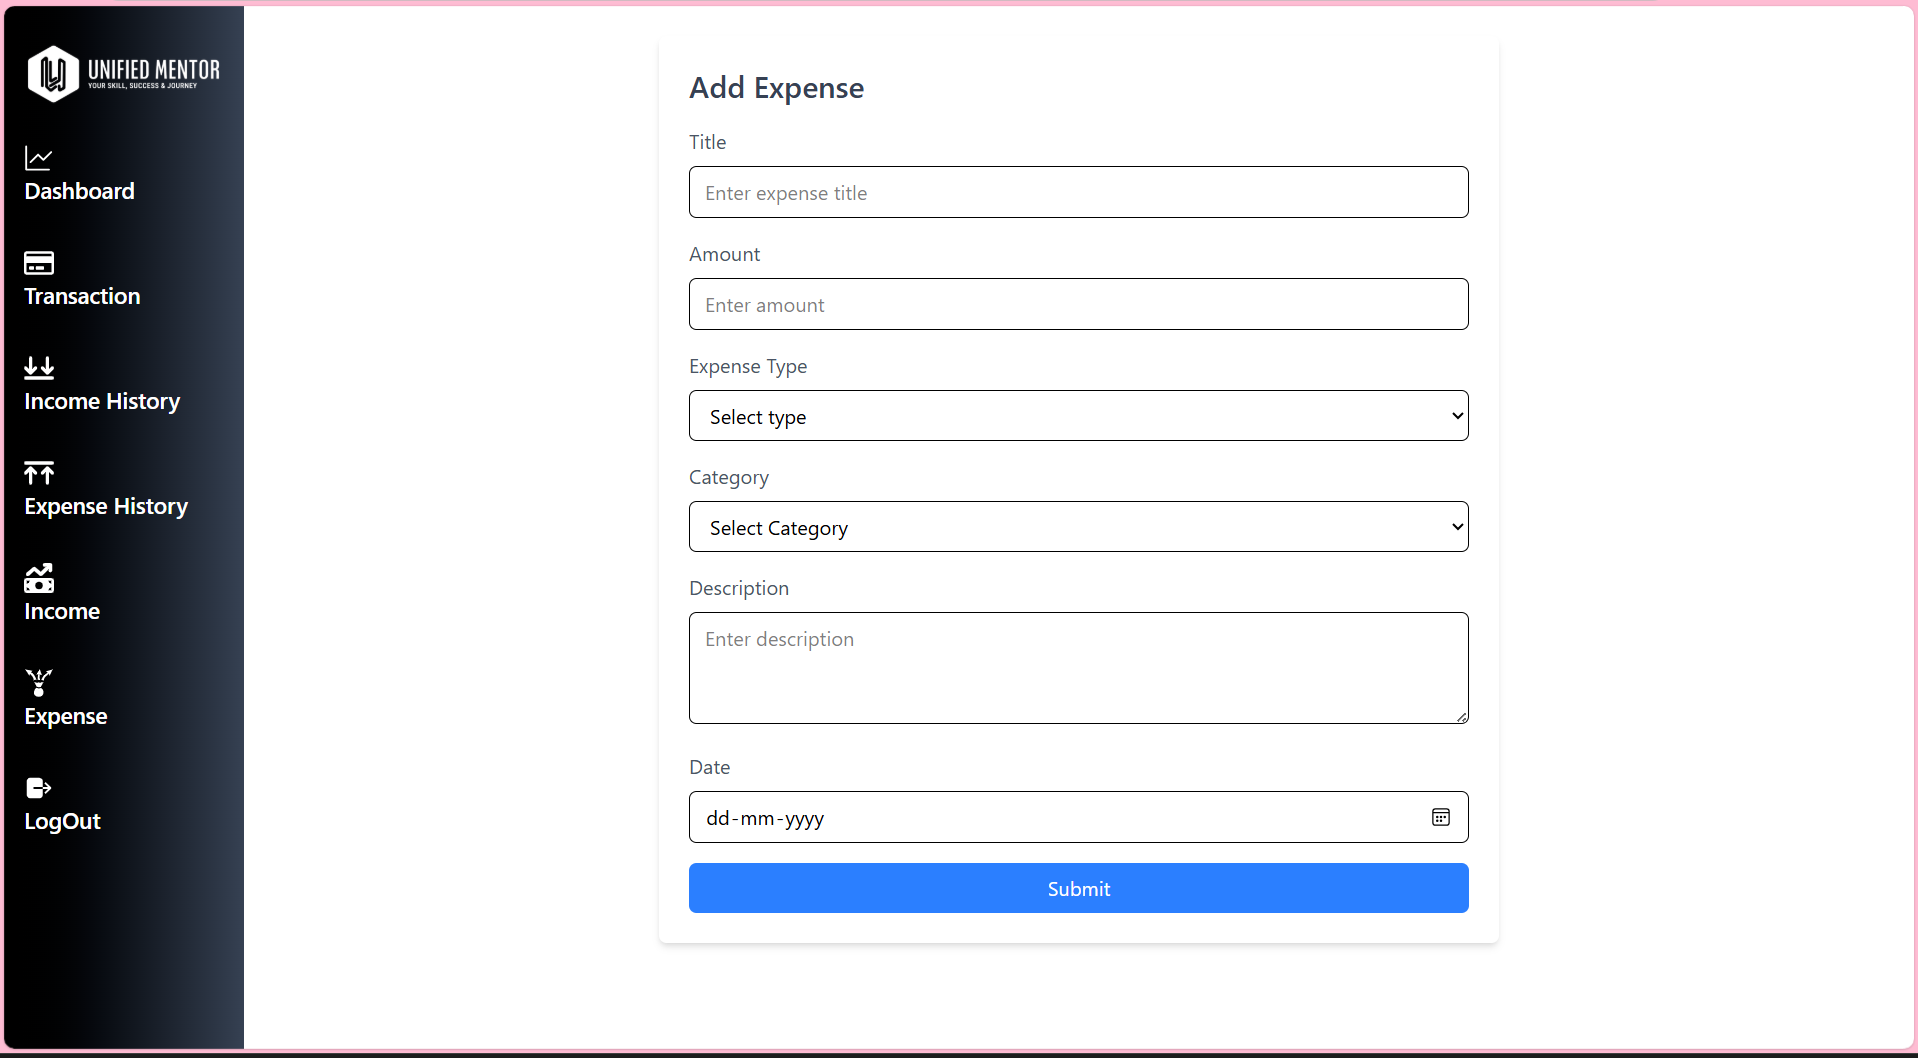 UNIFIED MENTOR
YOUR SKILL, SUCCESS & JOURNEY
Dashboard
Transaction
Income History
Expense History
Income
Expense
LogOut
Add Expense
Title
Enter expense title
Amount
Enter amount
Expense Type
Select type
Category
Select Category
Description
Enter description
Date
dd-mm-yyyy
Submit